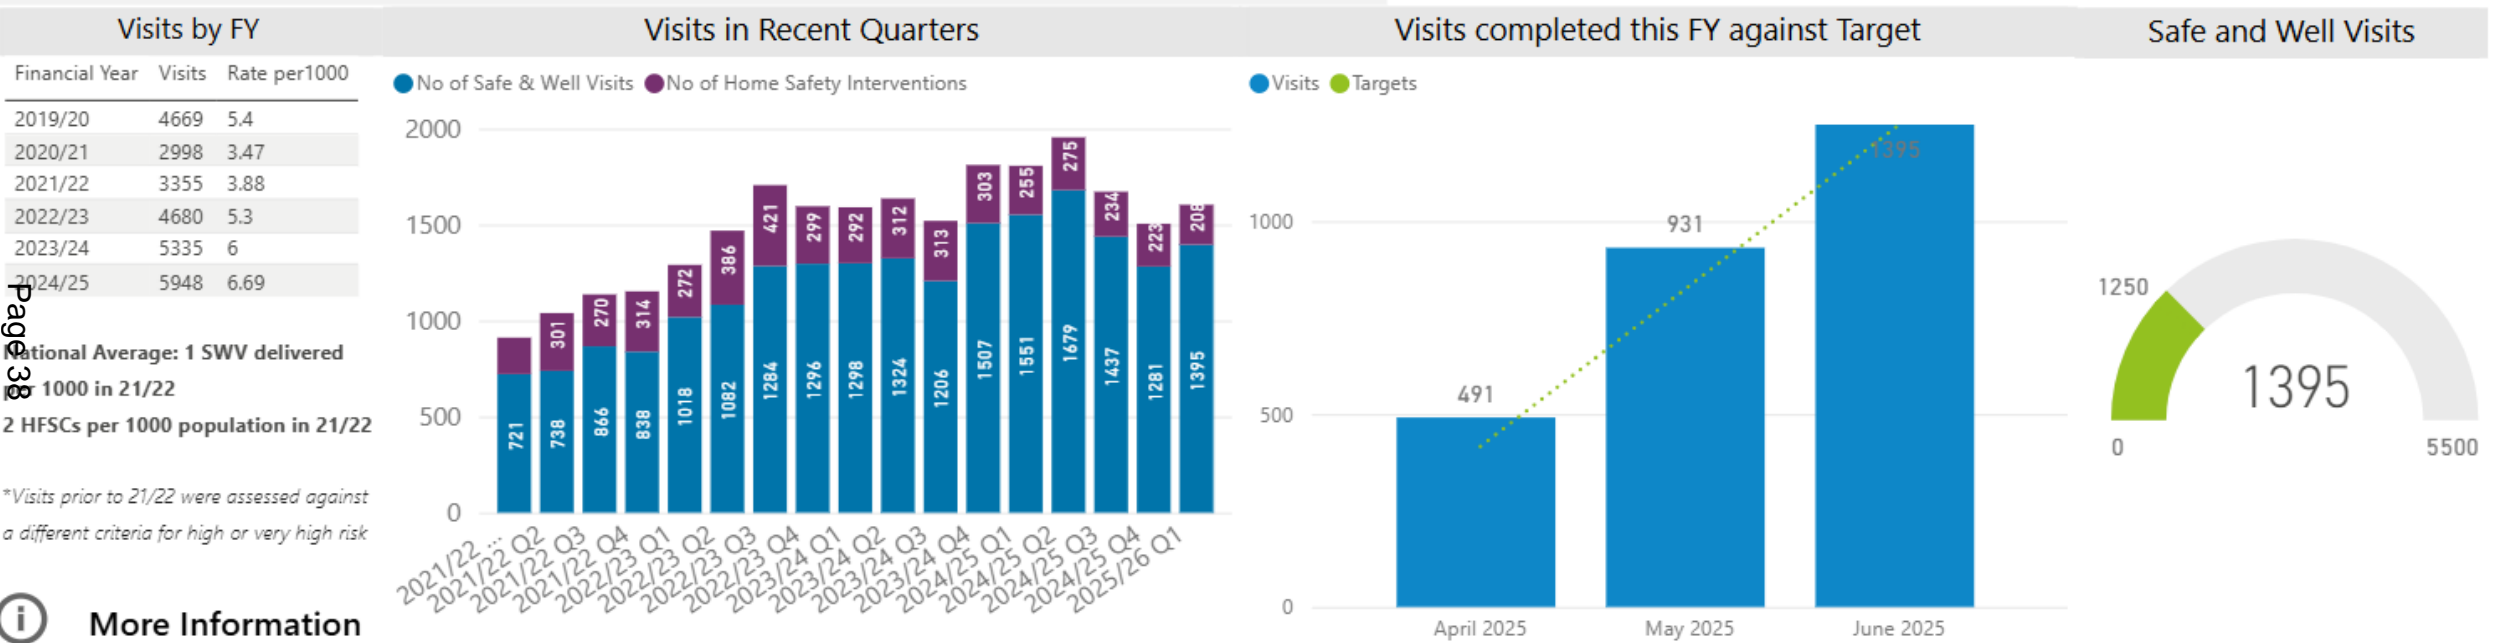 Visits by FY
Financial Year Visits Rate per1000
2019/20 4669 5.4
2020/21 2998 3.47
2021/22 3355 3.88
2022/23 4680 5.3
2023/24 5335 6
2024/25 5948 6.69
National Average: 1 SWV delivered
per 1000 in 21/22
2 HFSCs per 1000 population in 21/22
*Visits prior to 21/22 were assessed against
a different criteria for high or very high risk
More Information
Page 38
Visits in Recent Quarters
No of Safe & Well Visits No of Home Safety Interventions
2000
1500
1000
500
0
721
738 301
866 270
838 314
1018 272
1082 386
1284 421
1296 299
1298 292
1324 312
1206 313
1507 303
1551 255
1679 275
1437 234
1281 223
1395 208
2021/22 ...
2021/22 Q2
2021/22 Q3
2021/22 Q4
2022/23 Q1
2022/23 Q2
2022/23 Q3
2022/23 Q4
2023/24 Q1
2023/24 Q2
2023/24 Q3
2023/24 Q4
2024/25 Q1
2024/25 Q2
2024/25 Q3
2024/25 Q4
2025/26 Q1
Visits completed this FY against Target
Visits Targets
1000
500
0
491
931
1395
April 2025 May 2025 June 2025
Safe and Well Visits
1250
1395
0 5500